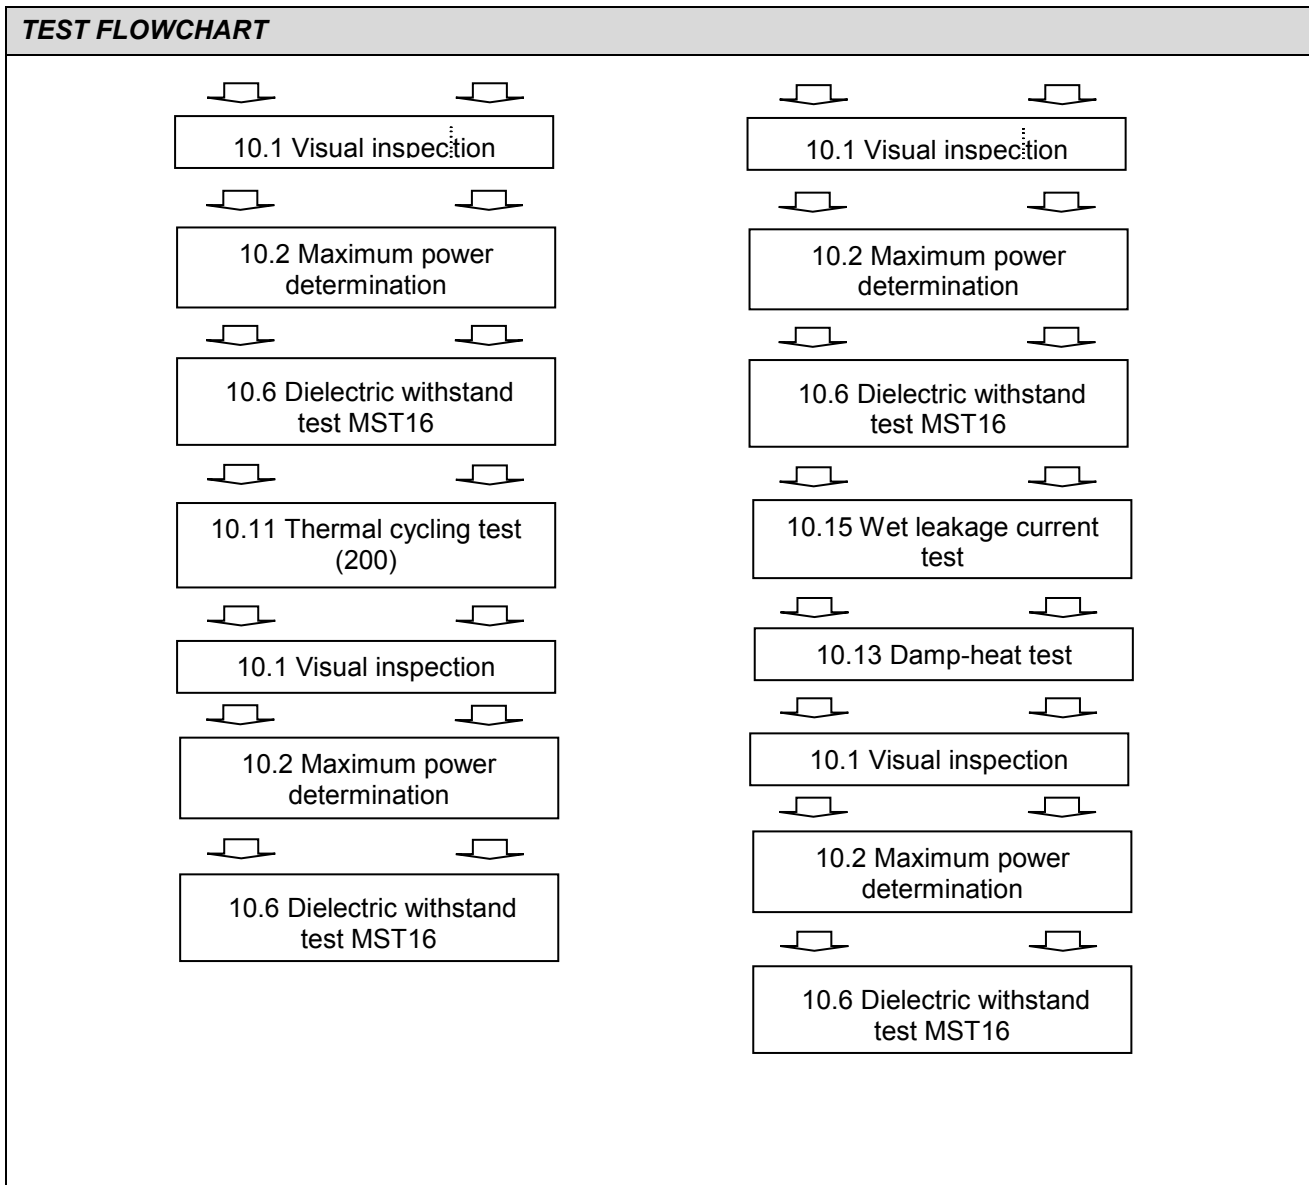 TEST FLOWCHART
10.1 Visual inspection
10.2 Maximum power
determination
10.6 Dielectric withstand
test MST16
10.11 Thermal cycling test
(200)
10.1 Visual inspection
10.2 Maximum power
determination
10.6 Dielectric withstand
test MST16
10.1 Visual inspection
10.2 Maximum power
determination
10.6 Dielectric withstand
test MST16
10.15 Wet leakage current
test
10.13 Damp-heat test
10.1 Visual inspection
10.2 Maximum power
determination
10.6 Dielectric withstand
test MST16